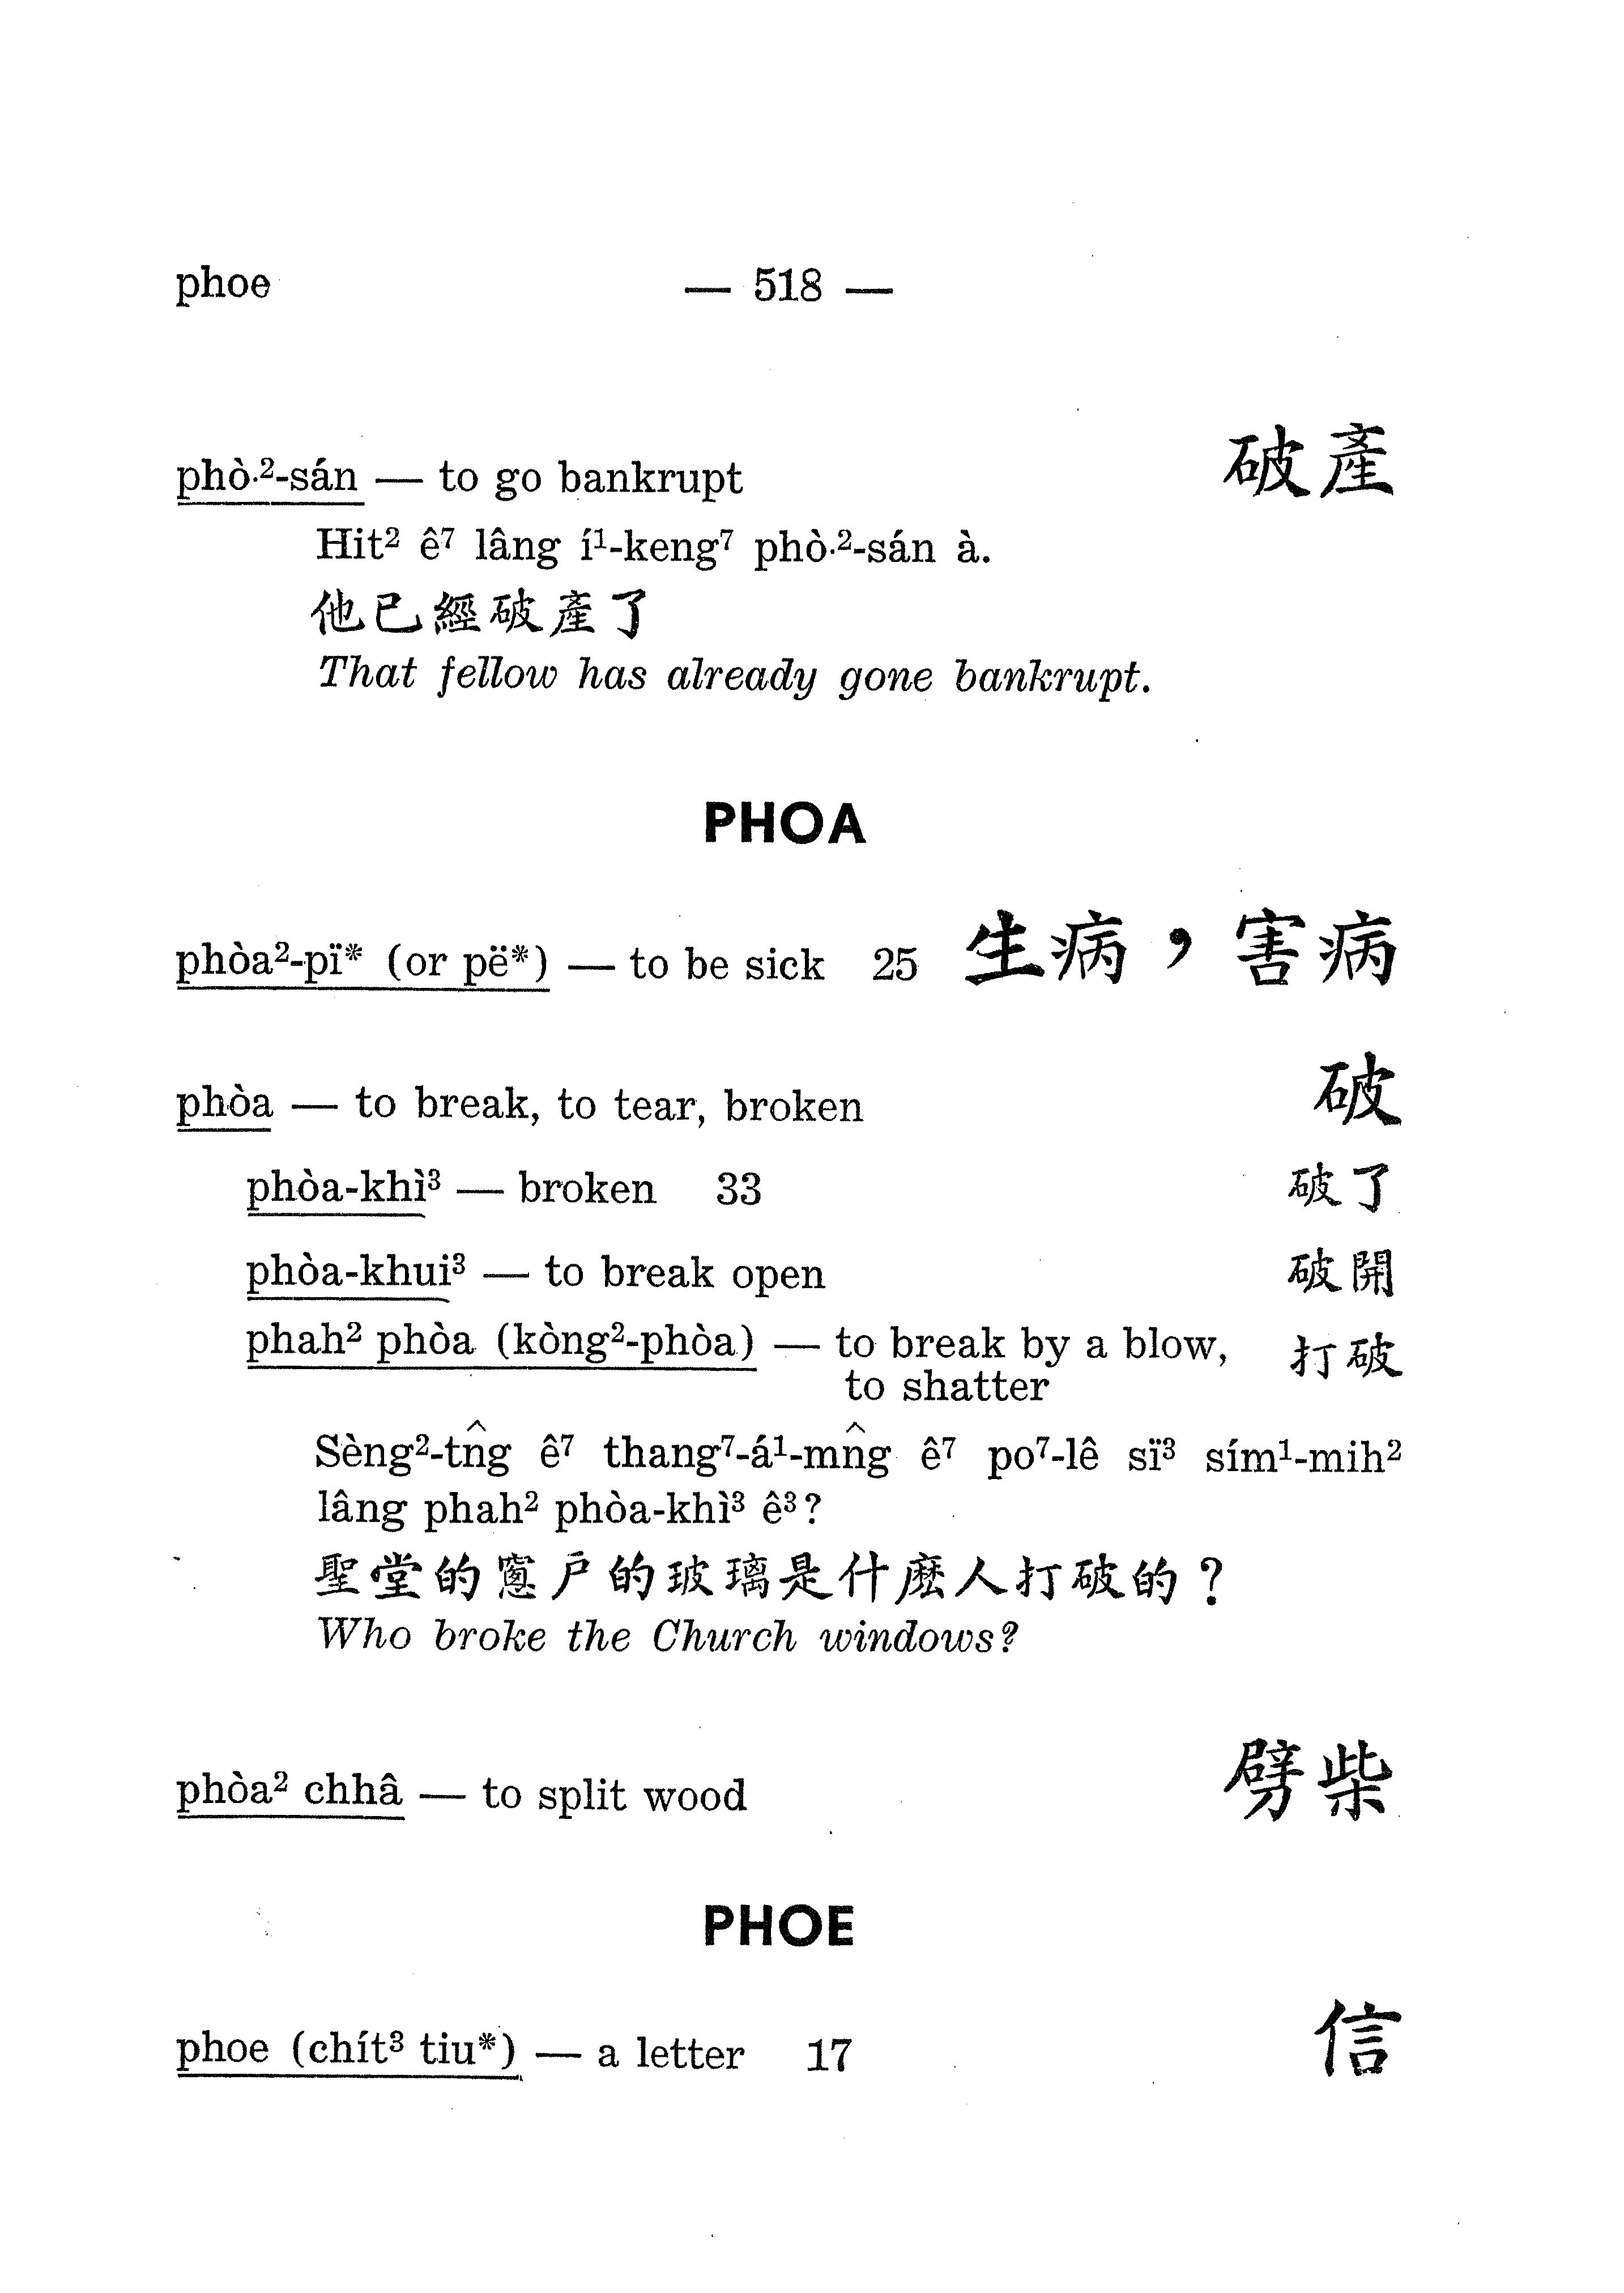 phoe — 518 —
phò·²-sán — to go bankrupt 破產
Hit² ê⁷ lâng í¹-keng⁷ phò·²-sán à.
他已經破產了
That fellow has already gone bankrupt.
PHOA
phòa²-pï* (or pë*) — to be sick 25 生病，害病
phòa — to break, to tear, broken 破
phòa-khì³ — broken 33 破了
phòa-khui³ — to break open 破開
phah² phòa (kòng²-phòa) — to break by a blow, 打破
to shatter
Sèng²-tn̂g ê⁷ thang⁷-á¹-mn̂g ê⁷ po⁷-lê sï³ sím¹-mih²
lâng phah² phòa-khì³ ê³?
聖堂的窻戶的玻璃是什麼人打破的？
Who broke the Church windows?
phòa² chhâ — to split wood 劈柴
PHOE
phoe (chít³ tiu*) — a letter 17 信